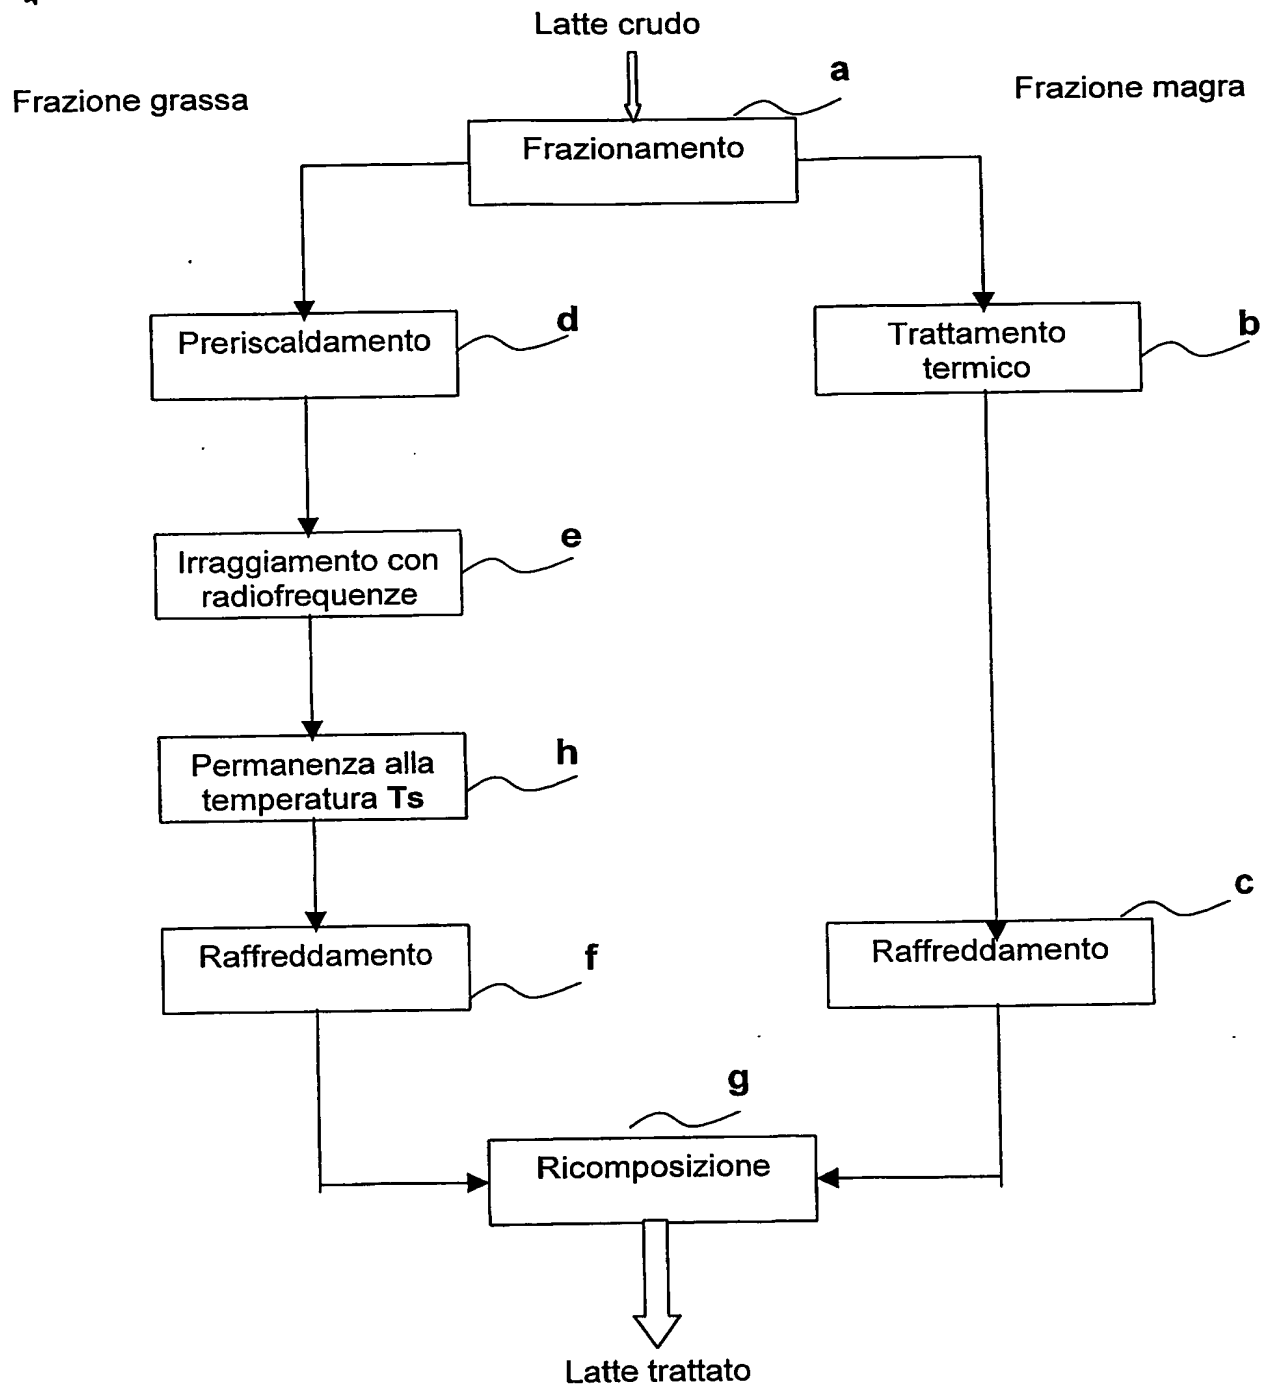 Latte crudo
Frazione grassa
a
Frazione magra
Frazionamento
Preriscaldamento
d
Trattamento
termico
b
Irraggiamento con
radiofrequenze
e
Permanenza alla
temperatura Ts
h
Raffreddamento
f
Raffreddamento
c
g
Ricomposizione
Latte trattato